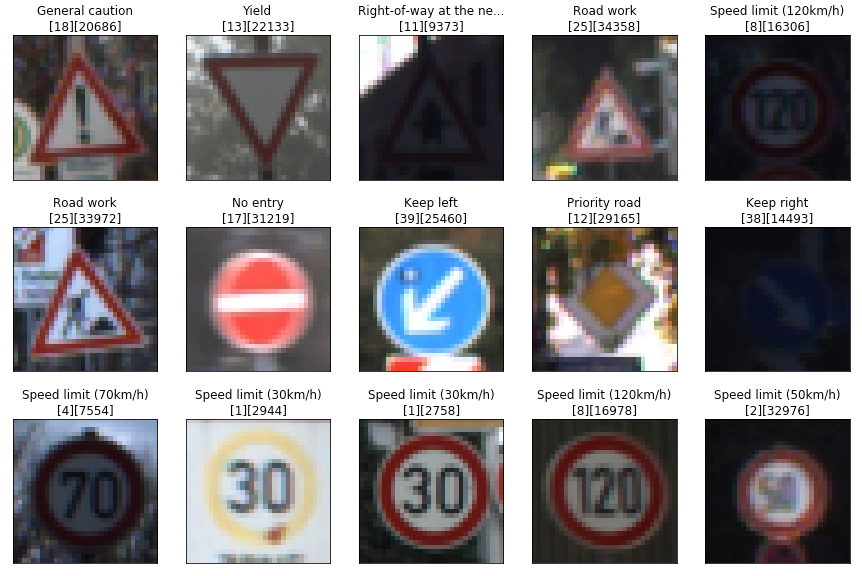 General caution
[18][20686]
Yield
[13][22133]
Right-of-way at the ne...
[11][9373]
Road work
[25][34358]
Speed limit (120km/h)
[8][16306]
120
Road work
[25][33972]
No entry
[17][31219]
Keep left
[39][25460]
Priority road
[12][29165]
Keep right
[38][14493]
Speed limit (70km/h)
[4][7554]
70
Speed limit (30km/h)
[1][2944]
30
Speed limit (30km/h)
[1][2758]
30
Speed limit (120km/h)
[8][16978]
120
Speed limit (50km/h)
[2][32976]
50